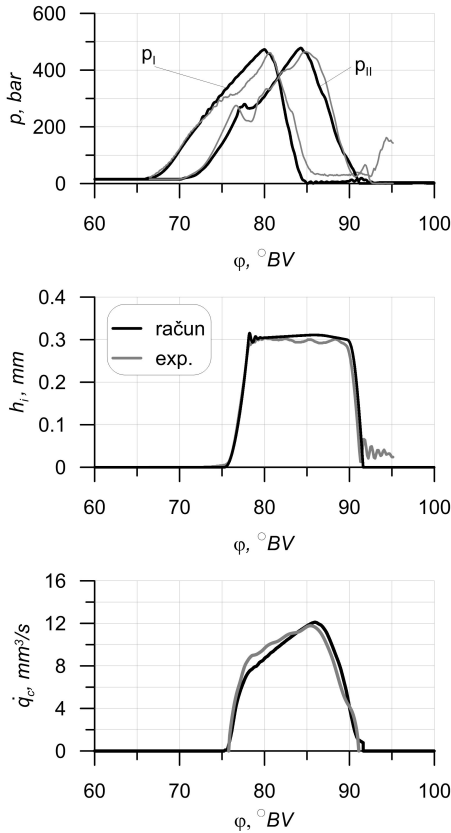 600
400
200
0
p, bar
p_I
p_II
60 70 80 90 100
φ, °BV
0.4
0.3
0.2
0.1
0
h_i, mm
račun
exp.
60 70 80 90 100
φ, °BV
16
12
8
4
0
q̇_c, mm³/s
60 70 80 90 100
φ, °BV